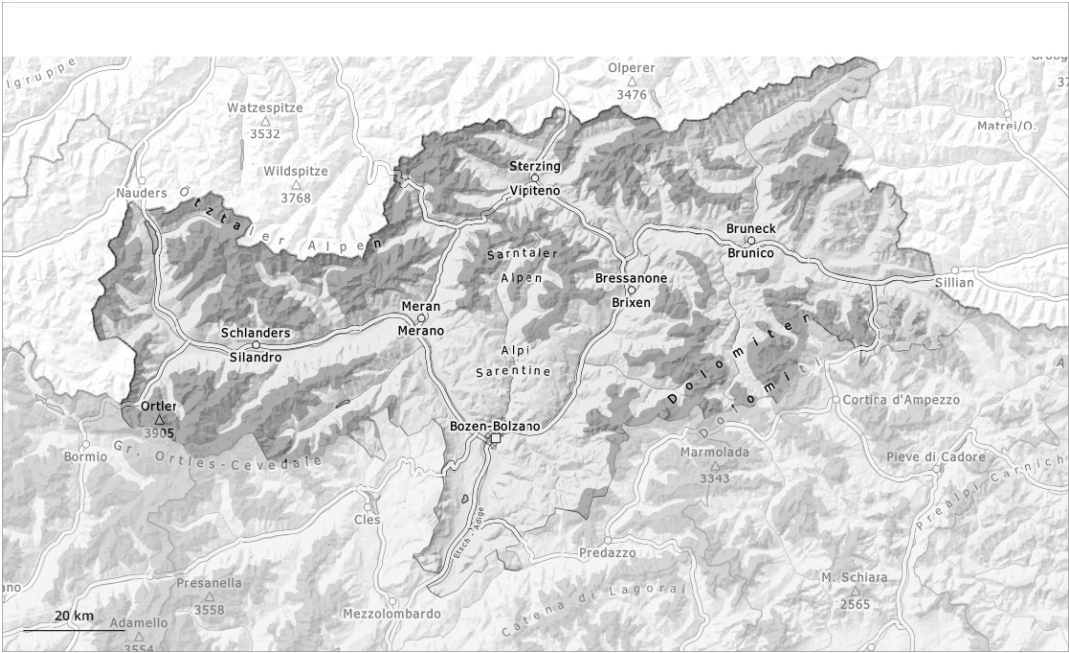 lgruppe
Olperer
3476
Watzespitze
3532
Matrei/O.
Wildspitze
3768
Nauders
Sterzing
Vipiteno
Ötztaler Alpen
Bruneck
Brunico
Sarntaler
Alpen
Bressanone
Brixen
Sillian
Meran
Merano
Schlanders
Silandro
Alpi
Sarentine
Dolomiten
Dolomiti
Ortler
3905
Cortina d'Ampezzo
Bozen-Bolzano
Gr. Ortles-Cevedale
Bormio
Marmolada
3343
Pieve di Cadore
Prealpi Carnich
Cles
Etsch - Adige
Predazzo
ano
Presanella
3558
M. Schiara
2565
Mezzolombardo
Catena di Lagorai
20 km
Adamello
3554